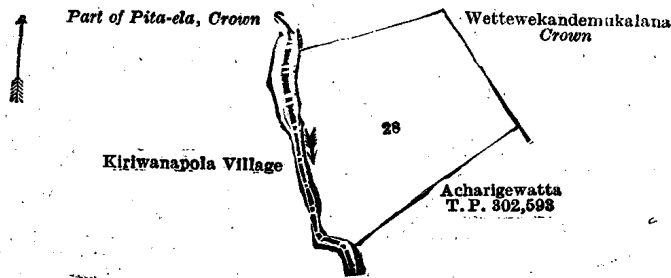 Part of Pita-ela, Crown
Wettewekandemukalana
Crown
28
Kiriwanapola Village
Acharigewatta
T. P. 302,593